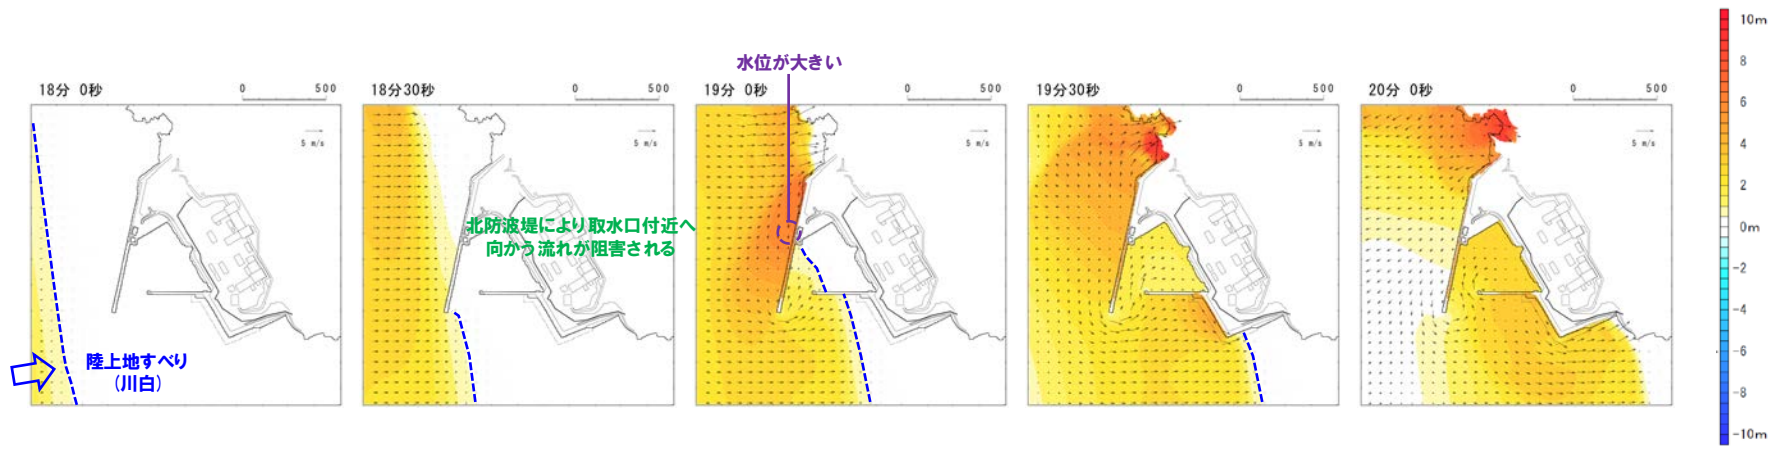 水位が大きい
18分 0秒
0 500
18分30秒
0 500
19分 0秒
0 500
19分30秒
0 500
20分 0秒
0 500
5 m/s
5 m/s
5 m/s
5 m/s
5 m/s
北防波堤により取水口付近へ
向かう流れが阻害される
陸上地すべり
(川白)
10m
8
6
4
2
0m
-2
-4
-6
-8
-10m